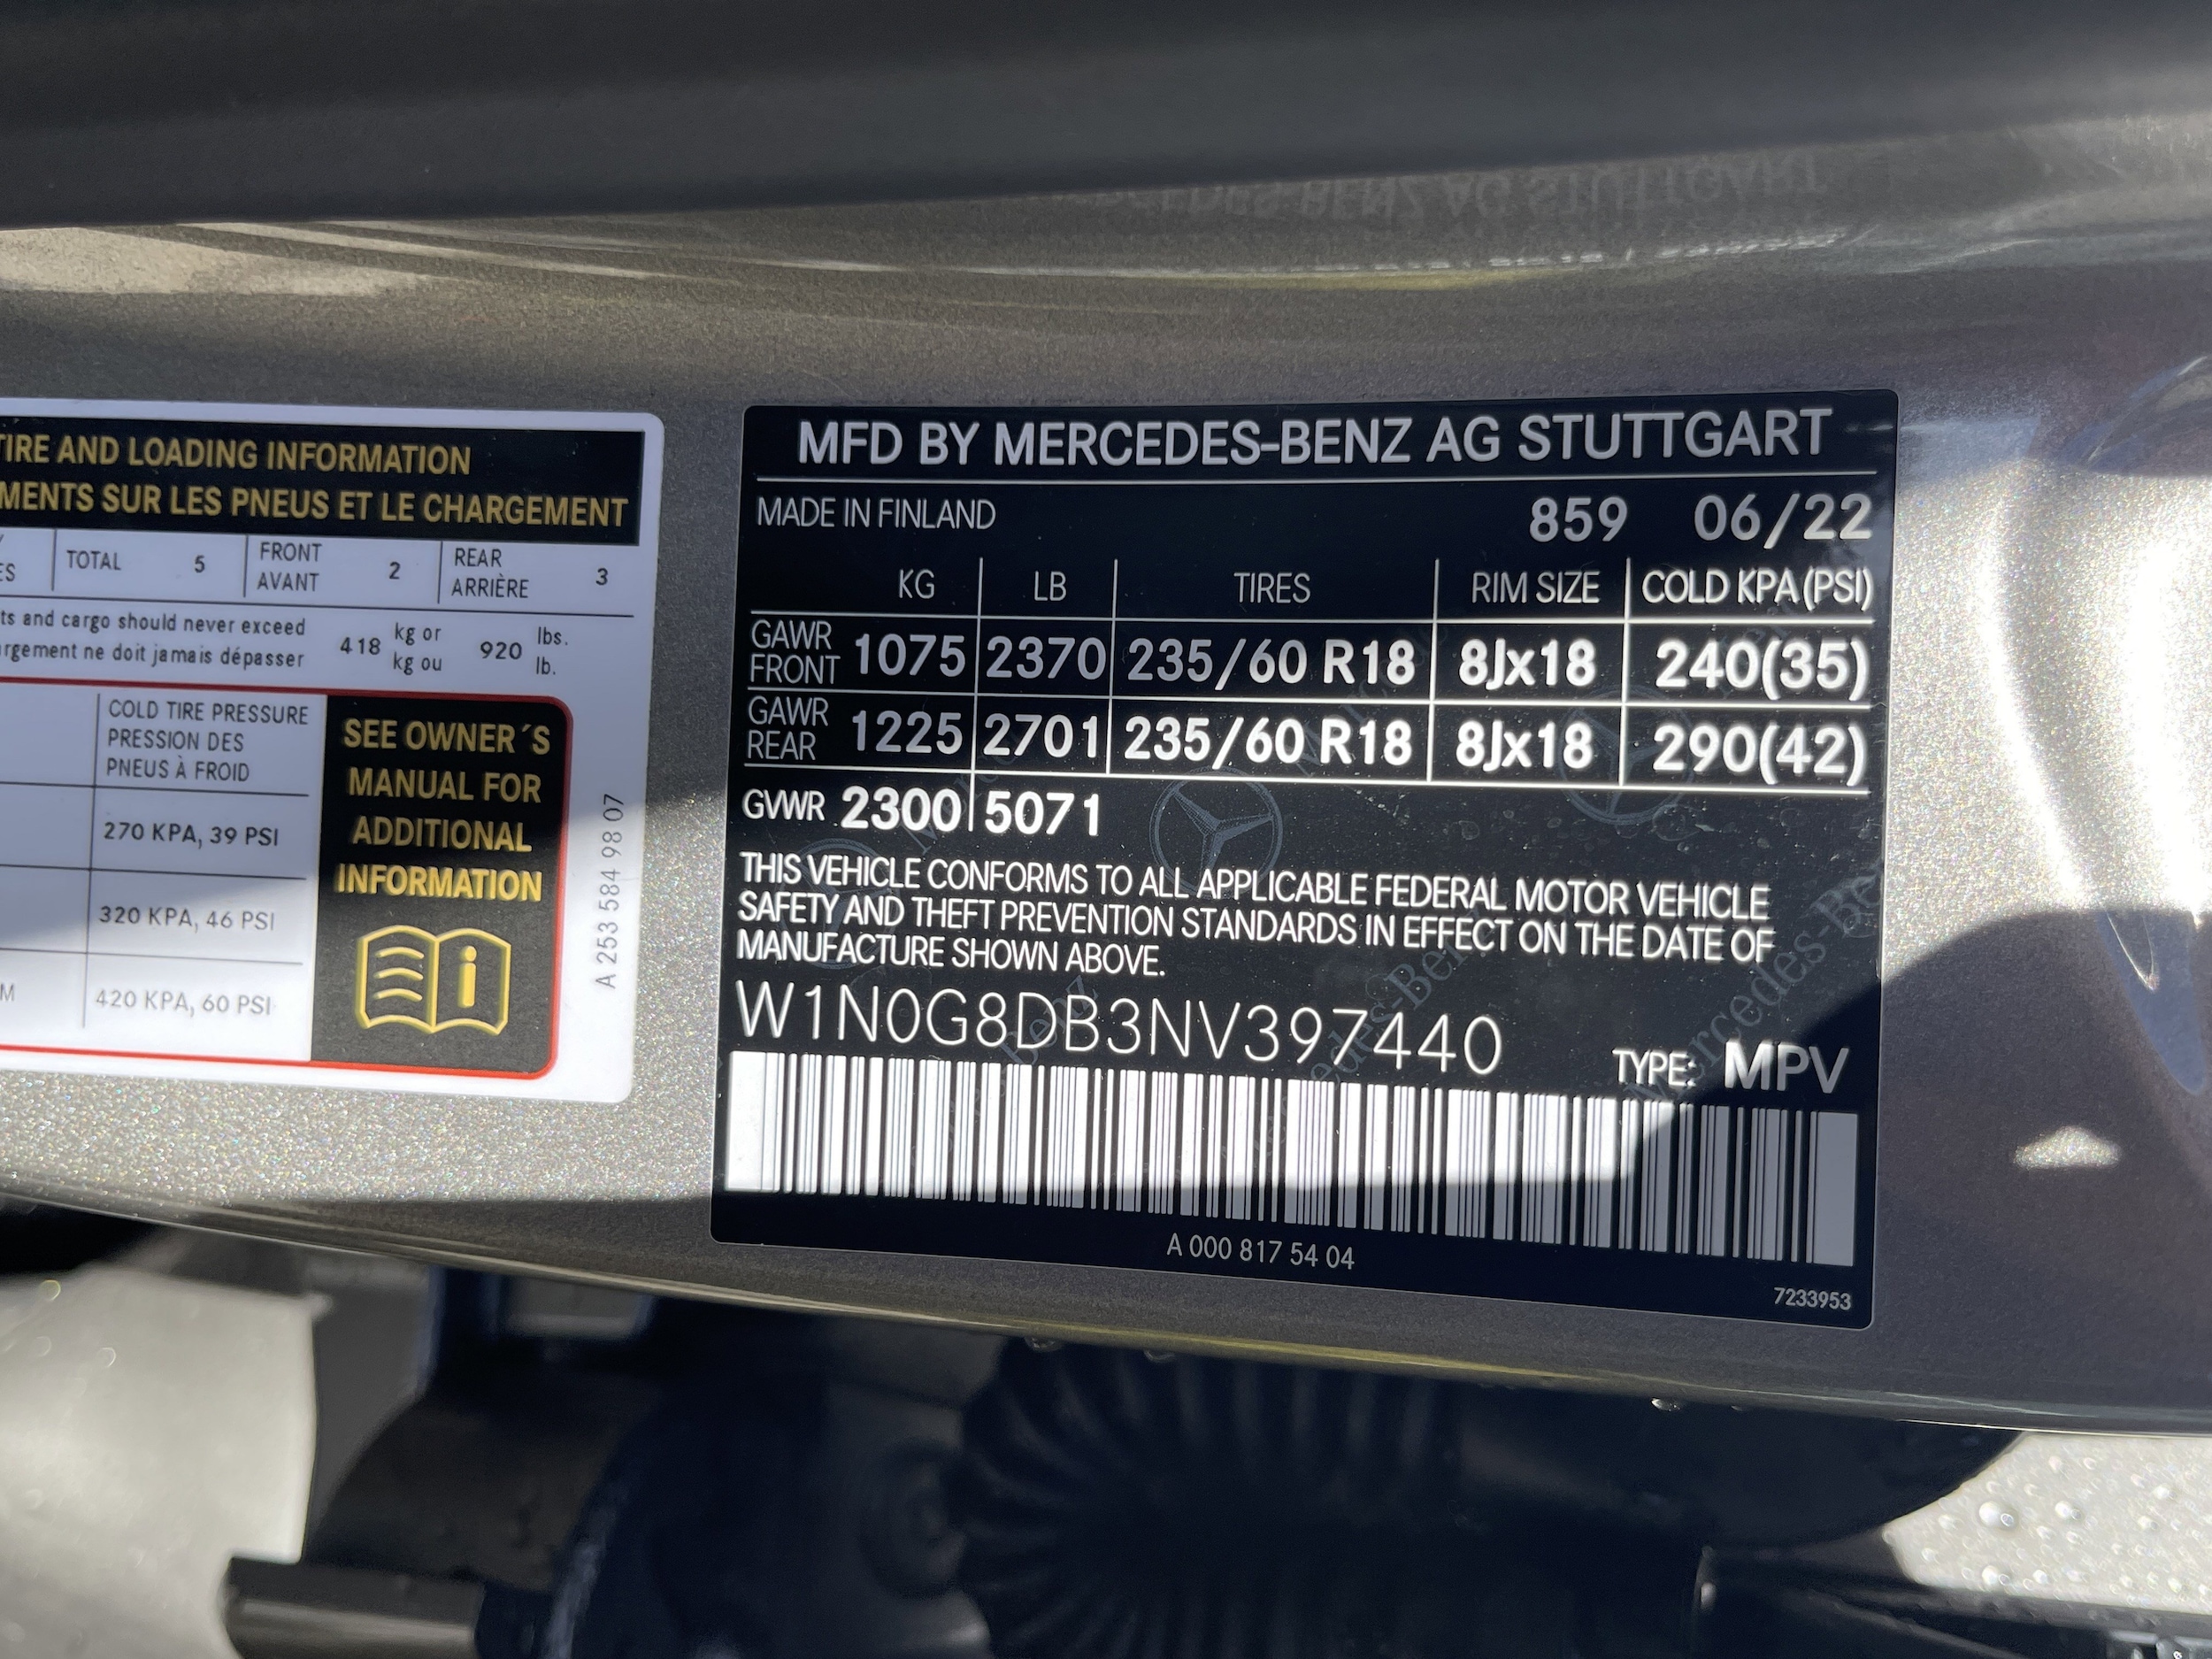 TIRE AND LOADING INFORMATION
MENTS SUR LES PNEUS ET LE CHARGEMENT
TOTAL 5 FRONT AVANT 2 REAR ARRIÈRE 3
ts and cargo should never exceed 418 kg or 920 lbs.
rgement ne doit jamais dépasser kg ou lb.
COLD TIRE PRESSURE
PRESSION DES
PNEUS À FROID
270 KPA, 39 PSI
320 KPA, 46 PSI
M 420 KPA, 60 PSI
SEE OWNER´S
MANUAL FOR
ADDITIONAL
INFORMATION
A 253 584 98 07
MFD BY MERCEDES-BENZ AG STUTTGART
MADE IN FINLAND 859 06/22
KG LB TIRES RIM SIZE COLD KPA(PSI)
GAWR FRONT 1075 2370 235/60 R18 8Jx18 240(35)
GAWR REAR 1225 2701 235/60 R18 8Jx18 290(42)
GVWR 2300 5071
THIS VEHICLE CONFORMS TO ALL APPLICABLE FEDERAL MOTOR VEHICLE
SAFETY AND THEFT PREVENTION STANDARDS IN EFFECT ON THE DATE OF
MANUFACTURE SHOWN ABOVE.
W1N0G8DB3NV397440
TYPE: MPV
A 000 817 54 04
7233953